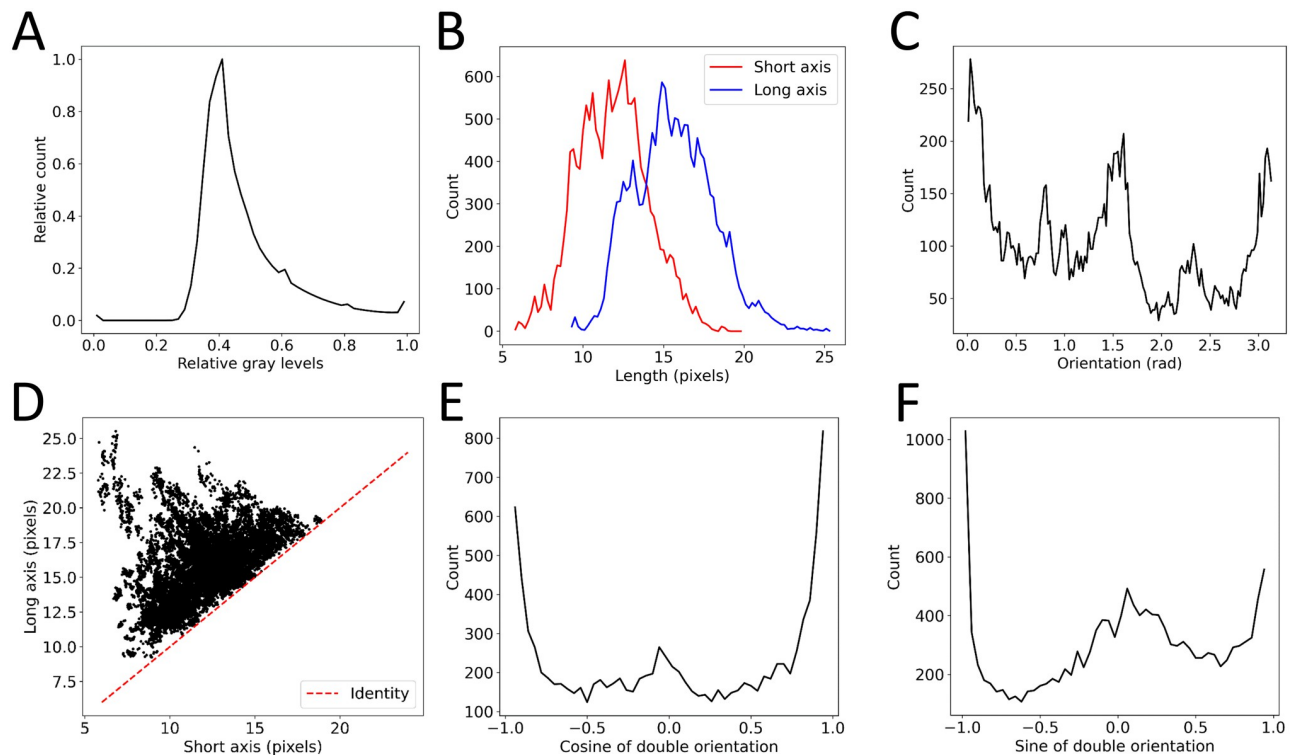 A
1.0
0.8
0.6
0.4
0.2
0.0
Relative count
0.0 0.2 0.4 0.6 0.8 1.0
Relative gray levels
B
Short axis
Long axis
600
500
400
300
200
100
0
Count
5 10 15 20 25
Length (pixels)
C
250
200
150
100
50
Count
0.0 0.5 1.0 1.5 2.0 2.5 3.0
Orientation (rad)
D
25.0
22.5
20.0
17.5
15.0
12.5
10.0
7.5
Long axis (pixels)
Identity
5 10 15 20
Short axis (pixels)
E
800
700
600
500
400
300
200
100
Count
−1.0 −0.5 0.0 0.5 1.0
Cosine of double orientation
F
1000
800
600
400
200
Count
−1.0 −0.5 0.0 0.5 1.0
Sine of double orientation